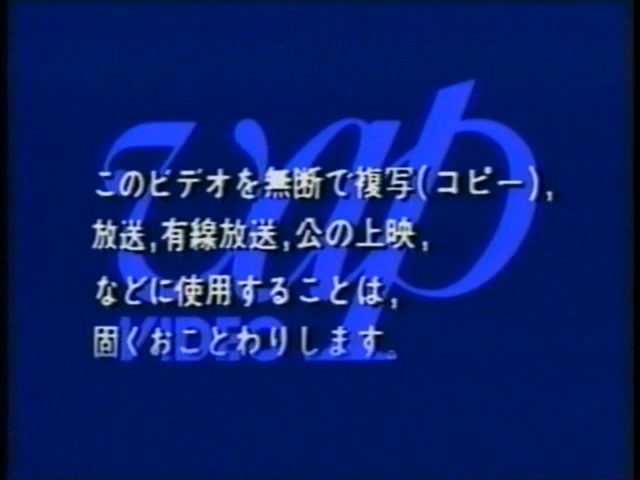 このビデオを無断で複写(コピー),
放送,有線放送,公の上映,
などに使用することは,
固くおことわりします。
vap
VIDEO